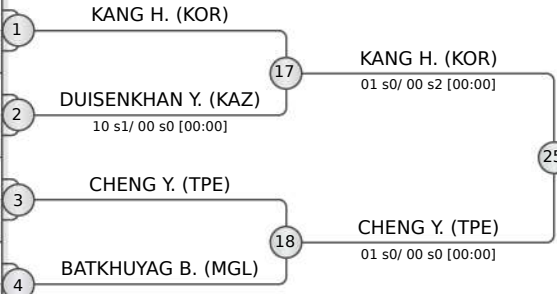 KANG H. (KOR)
1
17
KANG H. (KOR)
01 s0/ 00 s2 [00:00]
DUISENKHAN Y. (KAZ)
2
10 s1/ 00 s0 [00:00]
25
CHENG Y. (TPE)
3
18
CHENG Y. (TPE)
01 s0/ 00 s0 [00:00]
BATKHUYAG B. (MGL)
4